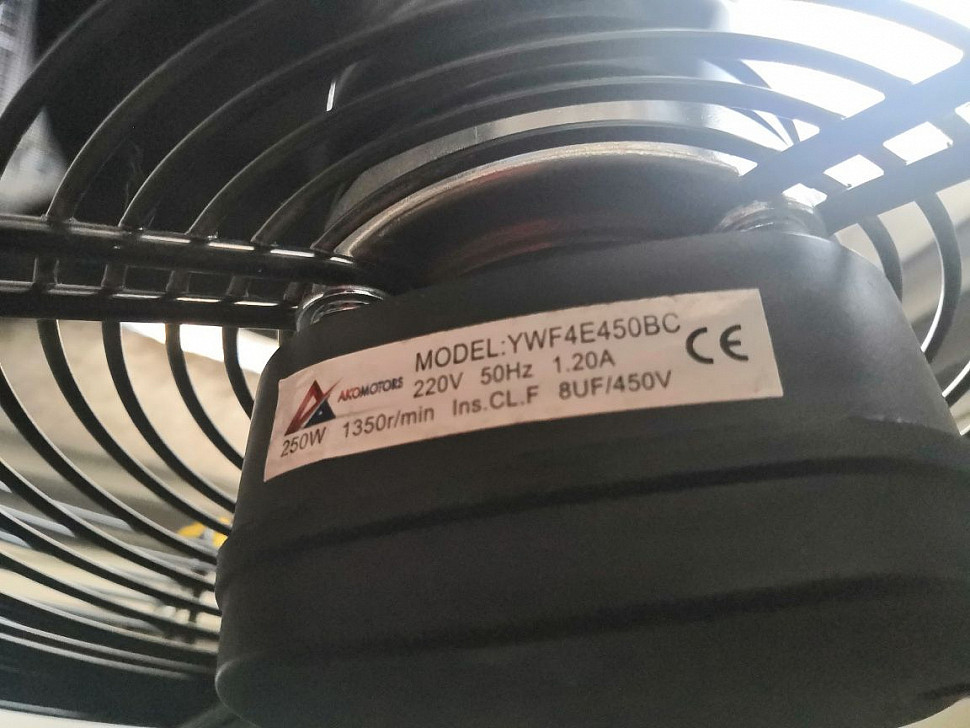 MODEL:YWF4E450BC
CE
AKOMOTORS
220V 50Hz 1.20A
250W 1350r/min Ins.CL.F 8UF/450V